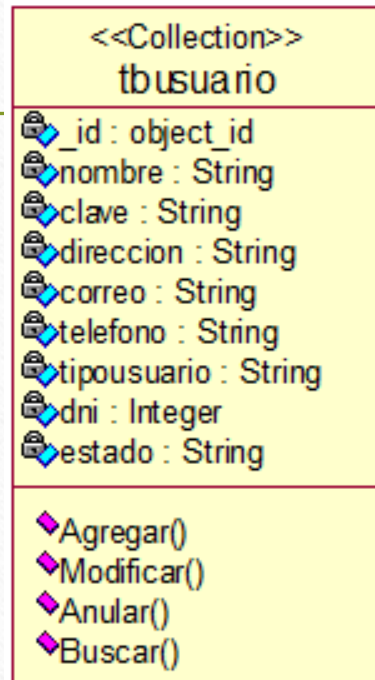 <<Collection>>
tbusuario
_id : object_id
nombre : String
clave : String
direccion : String
correo : String
telefono : String
tipousuario : String
dni : Integer
estado : String
Agregar()
Modificar()
Anular()
Buscar()